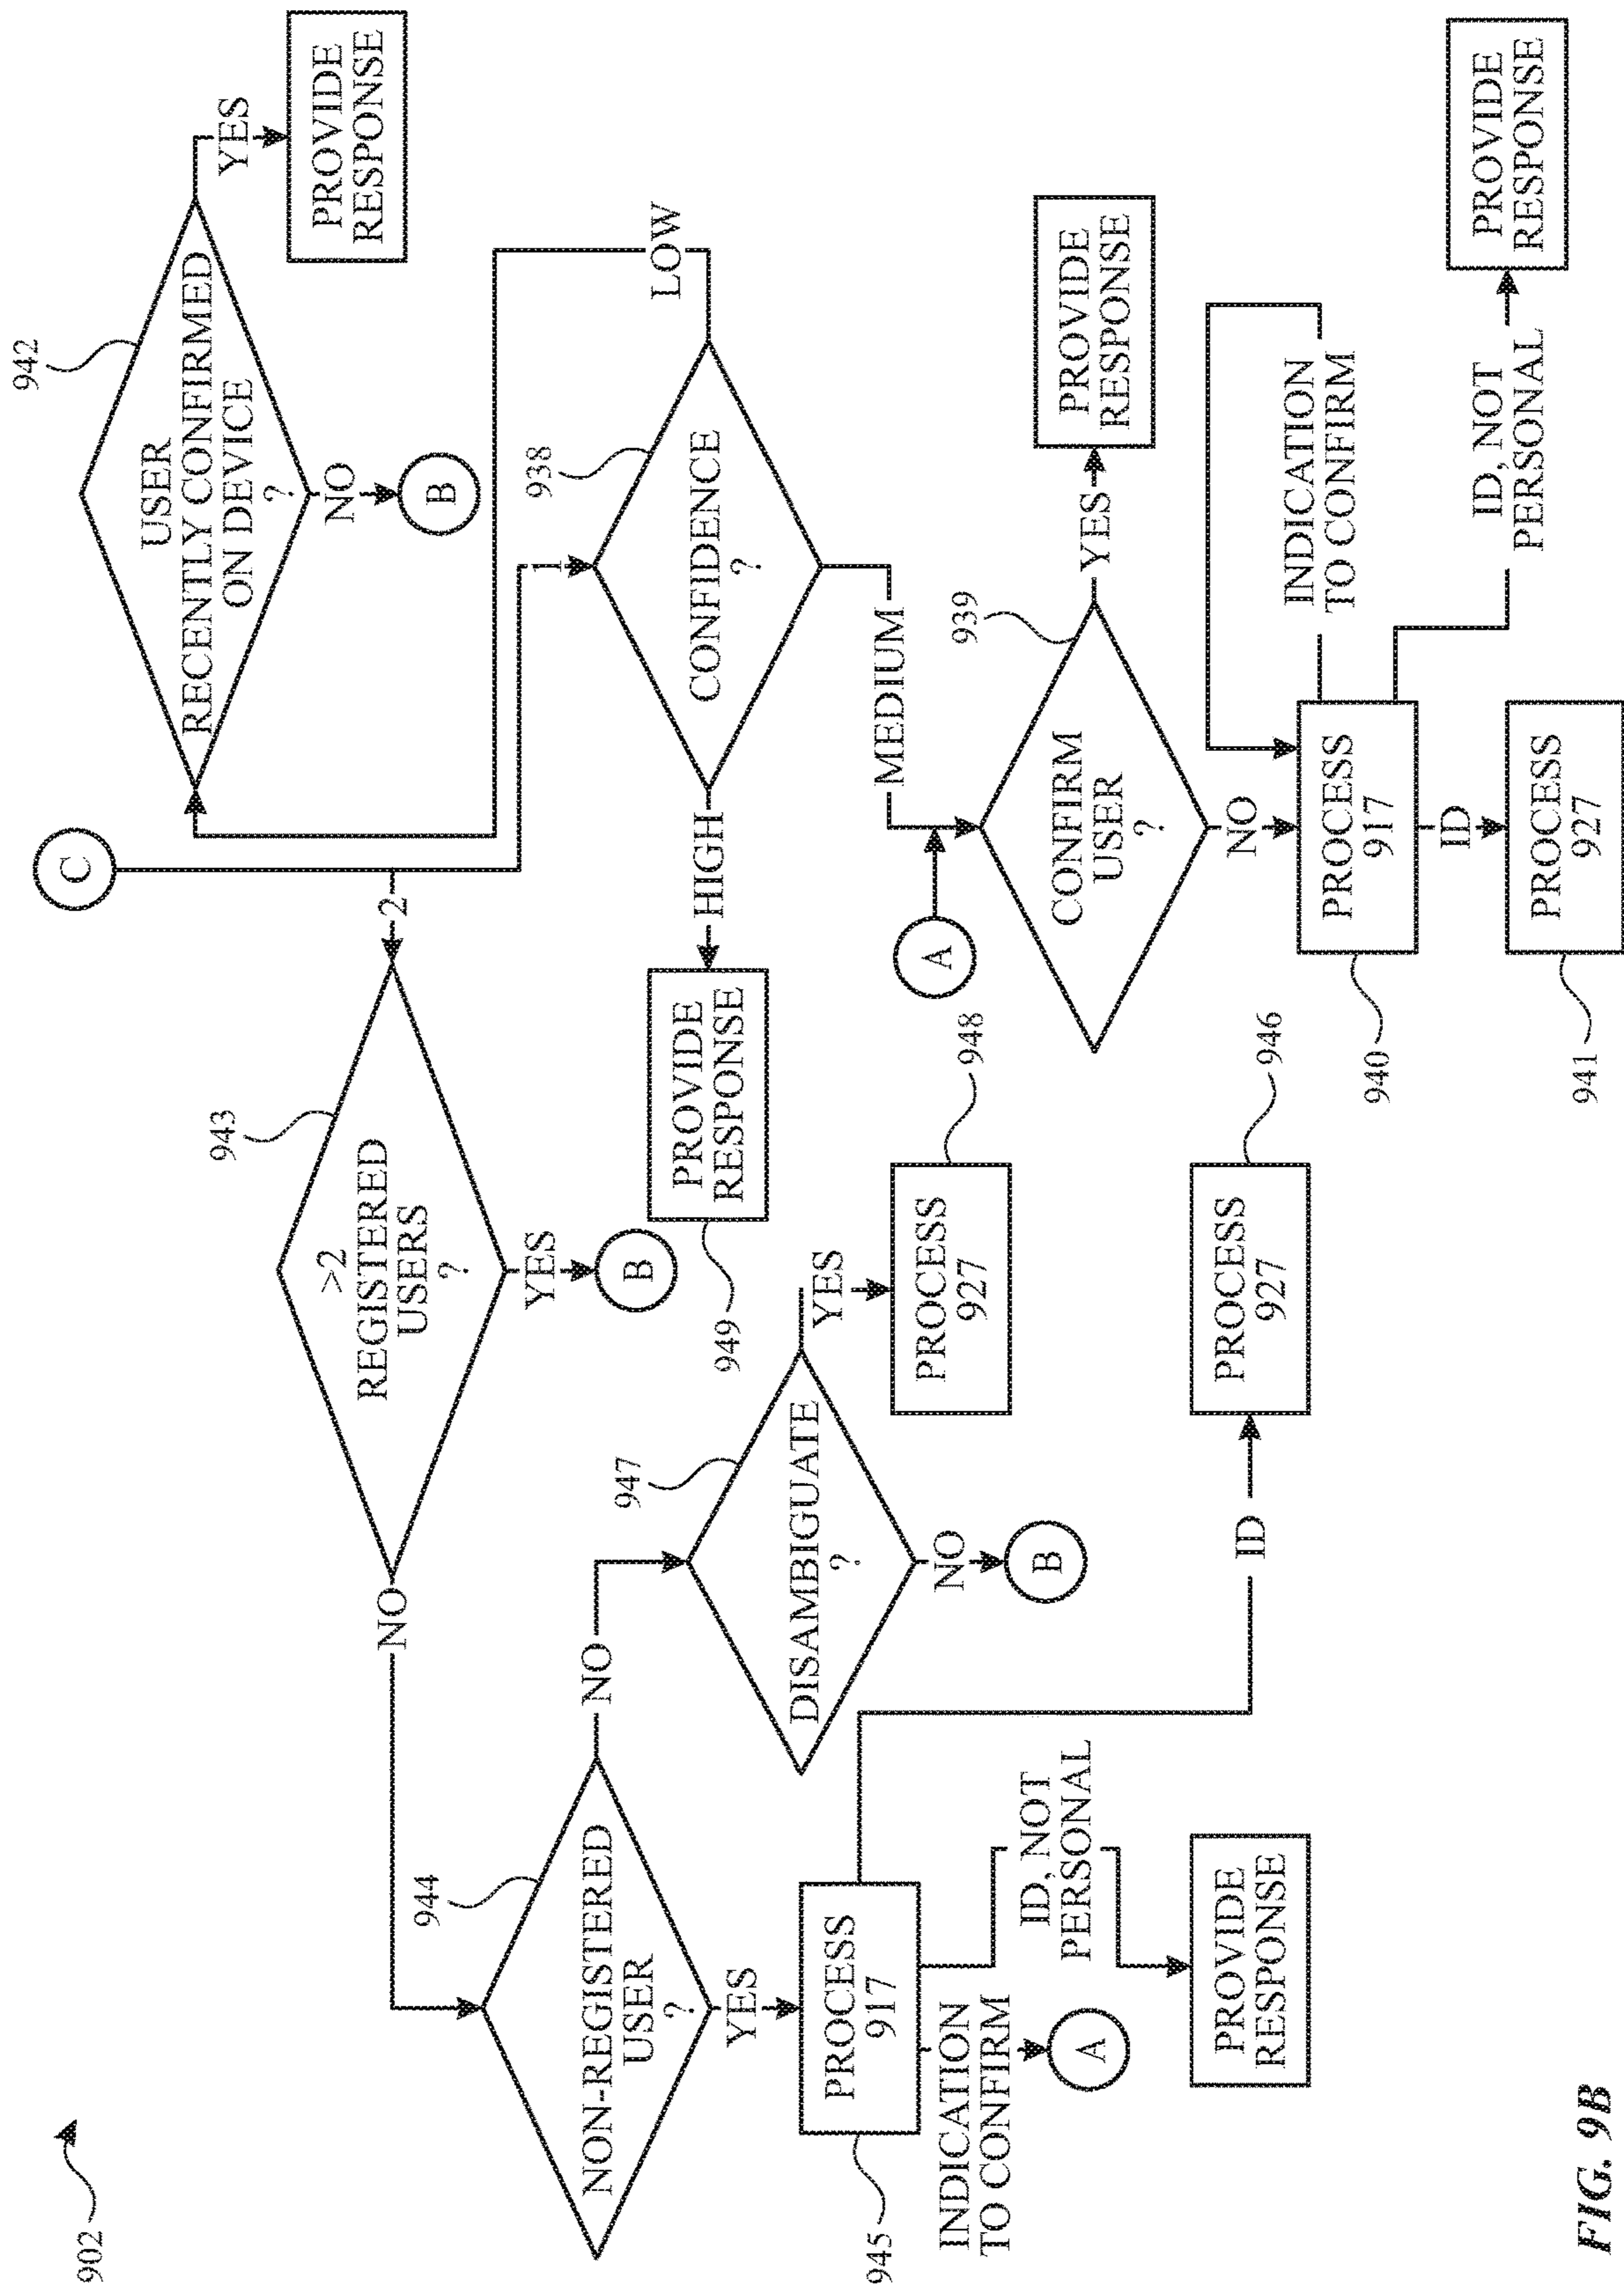 902
C
942
USER
RECENTLY CONFIRMED
ON DEVICE
?
YES
PROVIDE
RESPONSE
NO
B
2
1
943
>2
REGISTERED
USERS
?
NO
YES
B
938
CONFIDENCE
?
LOW
HIGH
PROVIDE
RESPONSE
949
MEDIUM
A
939
CONFIRM
USER
?
YES
PROVIDE
RESPONSE
NO
940
PROCESS
917
INDICATION
TO CONFIRM
ID, NOT
PERSONAL
PROVIDE
RESPONSE
ID
941
PROCESS
927
944
NON-REGISTERED
USER
?
NO
YES
947
DISAMBIGUATE
?
YES
PROCESS
927
948
NO
B
945
PROCESS
917
INDICATION
TO CONFIRM
A
ID, NOT
PERSONAL
PROVIDE
RESPONSE
ID
PROCESS
927
946
FIG. 9B